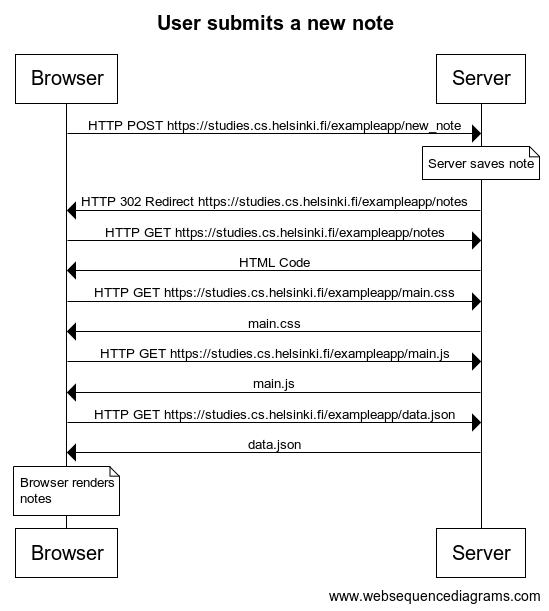 User submits a new note
Browser
Server
HTTP POST https://studies.cs.helsinki.fi/exampleapp/new_note
Server saves note
HTTP 302 Redirect https://studies.cs.helsinki.fi/exampleapp/notes
HTTP GET https://studies.cs.helsinki.fi/exampleapp/notes
HTML Code
HTTP GET https://studies.cs.helsinki.fi/exampleapp/main.css
main.css
HTTP GET https://studies.cs.helsinki.fi/exampleapp/main.js
main.js
HTTP GET https://studies.cs.helsinki.fi/exampleapp/data.json
data.json
Browser renders
notes
Browser
Server
www.websequencediagrams.com